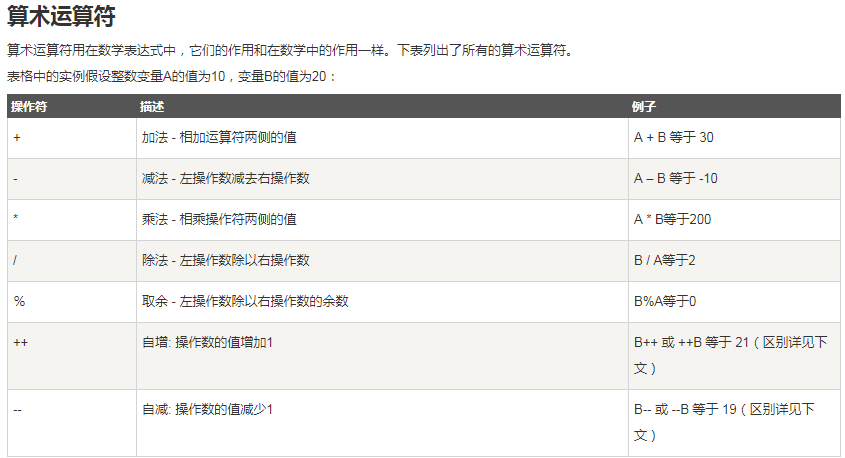 算术运算符
算术运算符用在数学表达式中，它们的作用和在数学中的作用一样。下表列出了所有的算术运算符。
表格中的实例假设整数变量A的值为10，变量B的值为20：
操作符 描述 例子
+ 加法 - 相加运算符两侧的值 A + B 等于 30
- 减法 - 左操作数减去右操作数 A – B 等于 -10
* 乘法 - 相乘操作符两侧的值 A * B等于200
/ 除法 - 左操作数除以右操作数 B / A等于2
% 取余 - 左操作数除以右操作数的余数 B%A等于0
++ 自增: 操作数的值增加1 B++ 或 ++B 等于 21（区别详见下
文）
-- 自减: 操作数的值减少1 B-- 或 --B 等于 19（区别详见下
文）